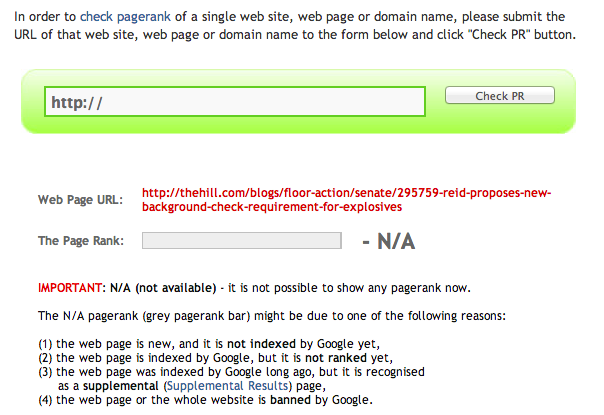 In order to check pagerank of a single web site, web page or domain name, please submit the
URL of that web site, web page or domain name to the form below and click "Check PR" button.
http://
Check PR
Web Page URL:
http://thehill.com/blogs/floor-action/senate/295759-reid-proposes-new-
background-check-requirement-for-explosives
The Page Rank:
- N/A
IMPORTANT: N/A (not available) - it is not possible to show any pagerank now.
The N/A pagerank (grey pagerank bar) might be due to one of the following reasons:
(1) the web page is new, and it is not indexed by Google yet,
(2) the web page is indexed by Google, but it is not ranked yet,
(3) the web page was indexed by Google long ago, but it is recognised
as a supplemental (Supplemental Results) page,
(4) the web page or the whole website is banned by Google.